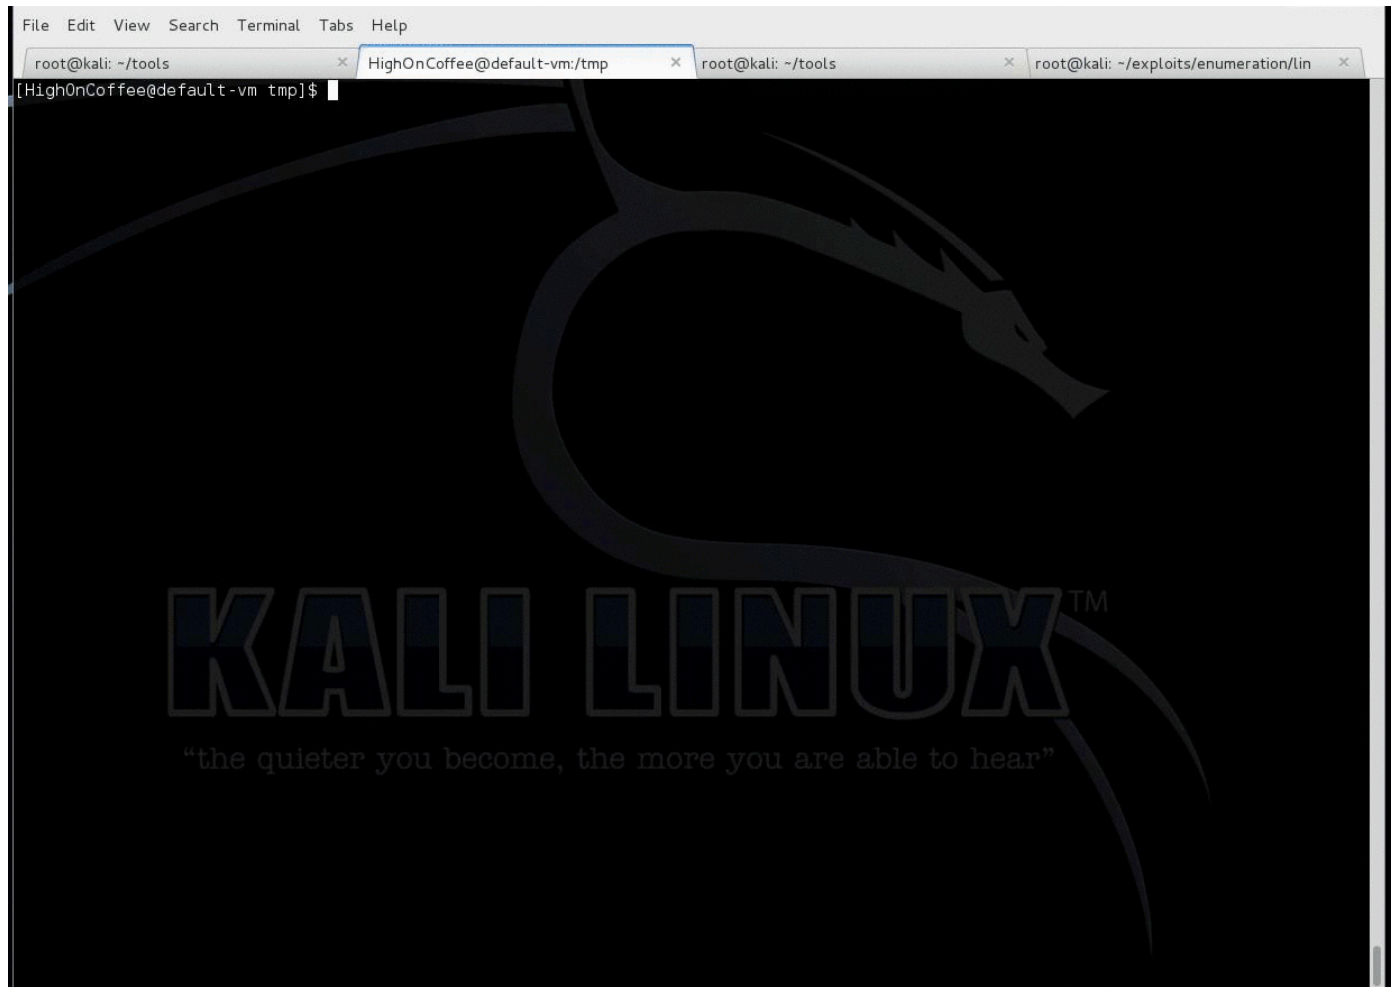 File Edit View Search Terminal Tabs Help
root@kali: ~/tools × HighOnCoffee@default-vm:/tmp × root@kali: ~/tools × root@kali: ~/exploits/enumeration/lin ×
[HighOnCoffee@default-vm tmp]$
KALI LINUX™
“the quieter you become, the more you are able to hear”